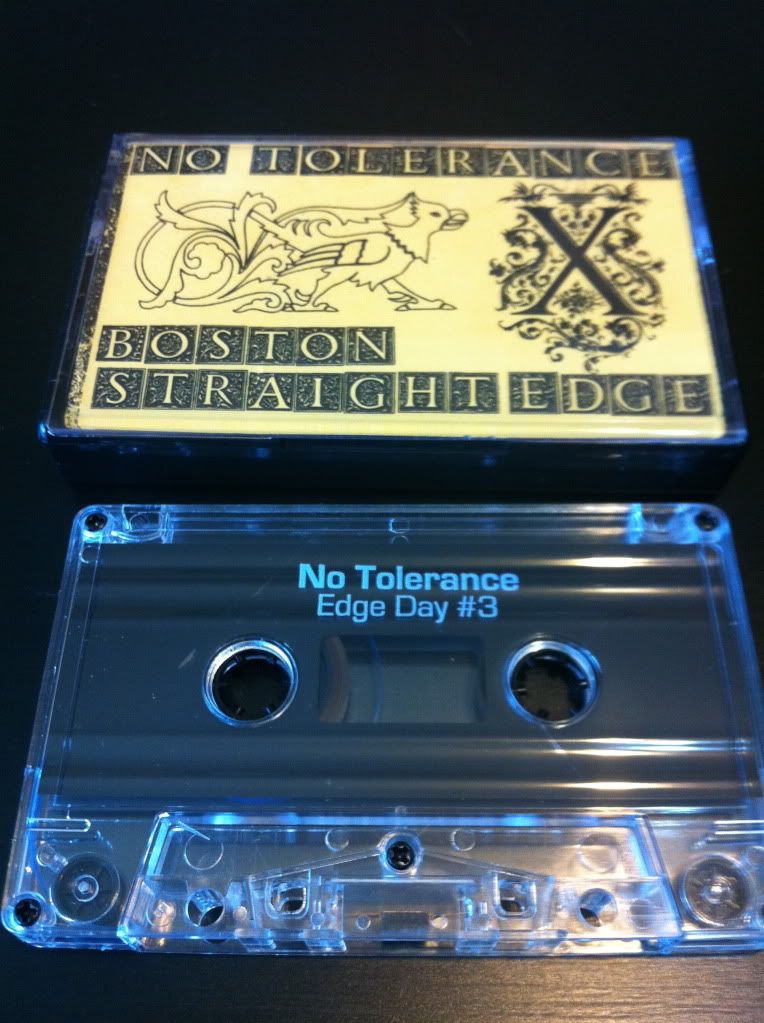 NO TOLERANCE
X
BOSTON
STRAIGHT EDGE
No Tolerance
Edge Day #3